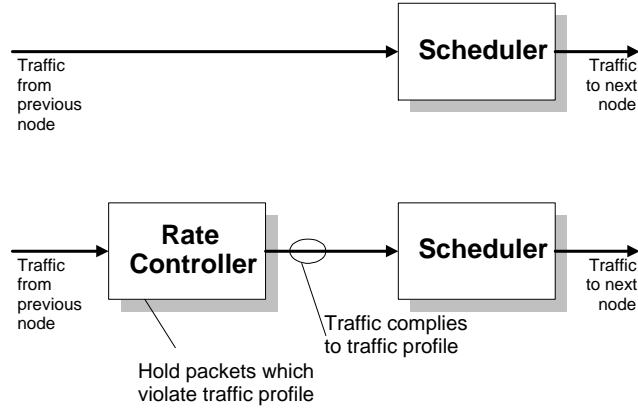 Scheduler
Traffic
from
previous
node
Traffic
to next
node
Rate
Controller
Scheduler
Traffic
from
previous
node
Traffic
to next
node
Traffic complies
to traffic profile
Hold packets which
violate traffic profile